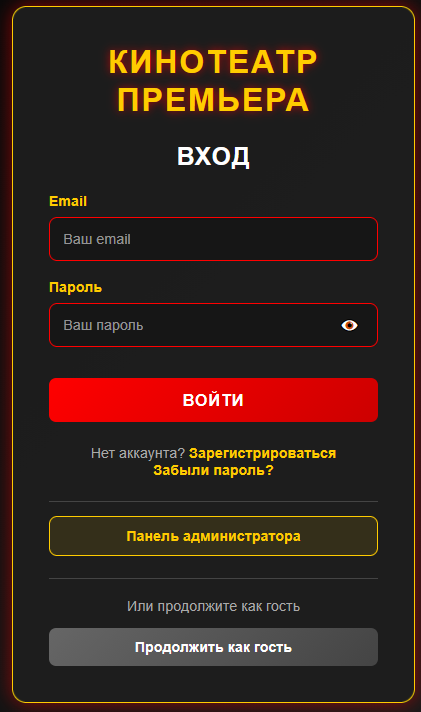 КИНОТЕАТР
ПРЕМЬЕРА
ВХОД
Email
Ваш email
Пароль
Ваш пароль
ВОЙТИ
Нет аккаунта? Зарегистрироваться
Забыли пароль?
Панель администратора
Или продолжите как гость
Продолжить как гость